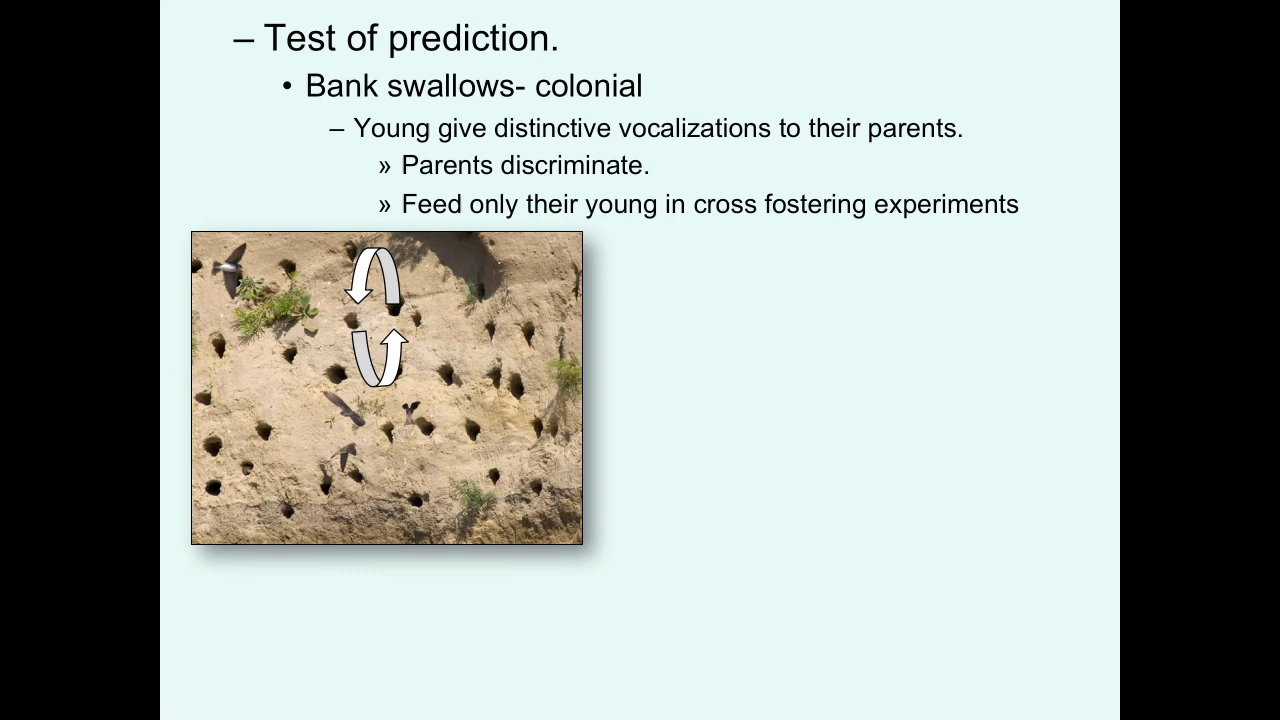 – Test of prediction.
• Bank swallows- colonial
– Young give distinctive vocalizations to their parents.
» Parents discriminate.
» Feed only their young in cross fostering experiments